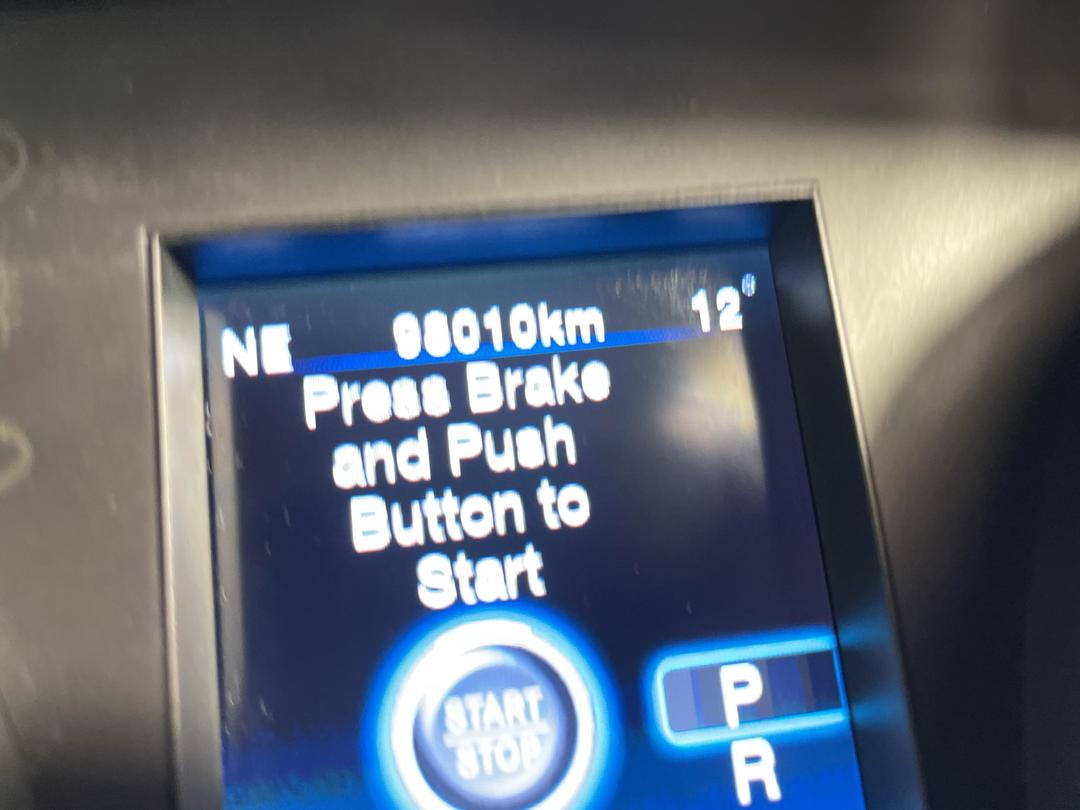 NE 98010km 12°
Press Brake
and Push
Button to
Start
START
STOP
P
R